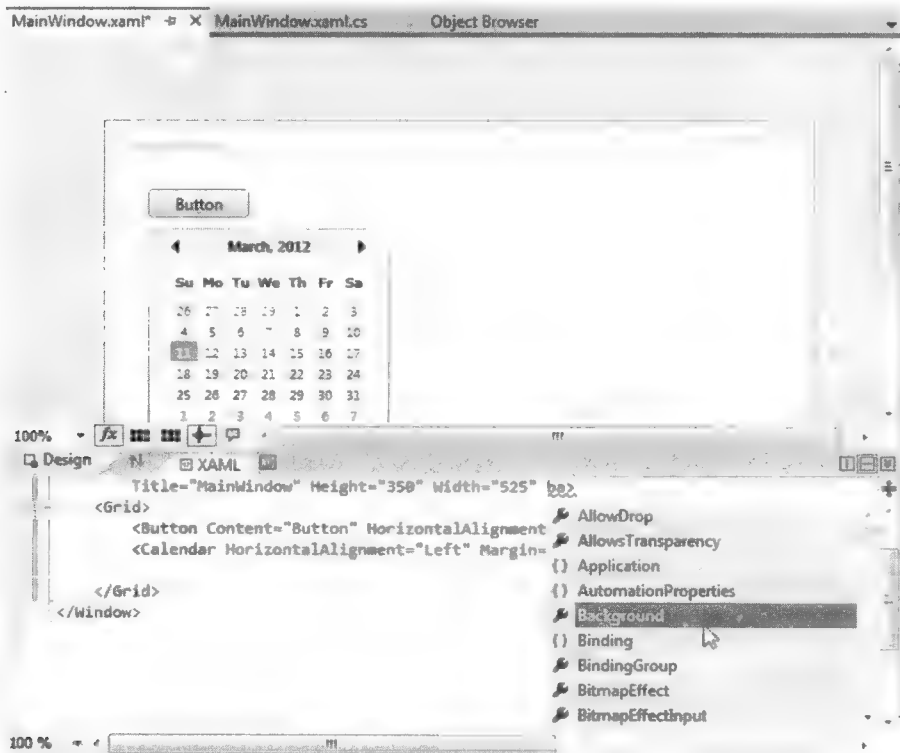 MainWindow.xaml* MainWindow.xaml.cs Object Browser
Button
March, 2012
Su Mo Tu We Th Fr Sa
26 27 28 29 1 2 3
4 5 6 7 8 9 10
11 12 13 14 15 16 17
18 19 20 21 22 23 24
25 26 27 28 29 30 31
1 2 3 4 5 6 7
100% fx
Design XAML
Title="MainWindow" Height="350" Width="525"
<Grid>
<Button Content="Button" HorizontalAlignment
<Calendar HorizontalAlignment="Left" Margin=
</Grid>
</Window>
AllowDrop
AllowsTransparency
{} Application
{} AutomationProperties
Background
{} Binding
BindingGroup
BitmapEffect
BitmapEffectInput
100 %